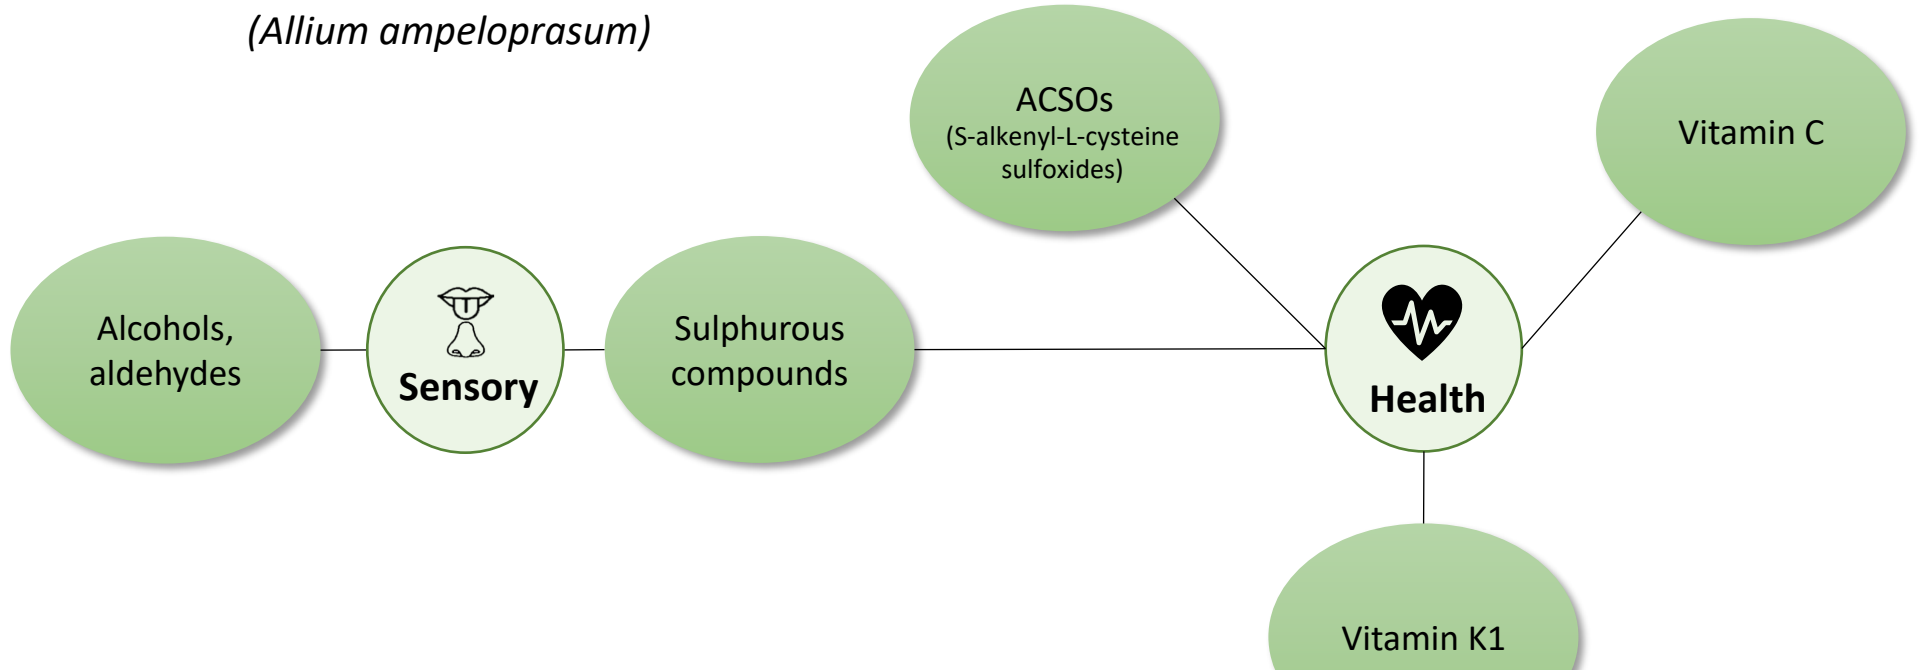 (Allium ampeloprasum)
ACSOs
(S-alkenyl-L-cysteine
sulfoxides)
Vitamin C
Alcohols,
aldehydes
Sensory
Sulphurous
compounds
Health
Vitamin K1